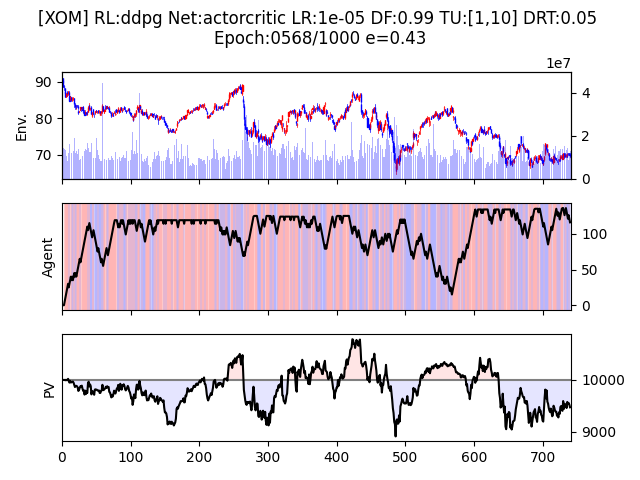 [XOM] RL:ddpg Net:actorcritic LR:1e-05 DF:0.99 TU:[1,10] DRT:0.05
Epoch:0568/1000 e=0.43
1e7
90
80
70
Env.
4
2
0
Agent
100
50
0
PV
10000
9000
0 100 200 300 400 500 600 700